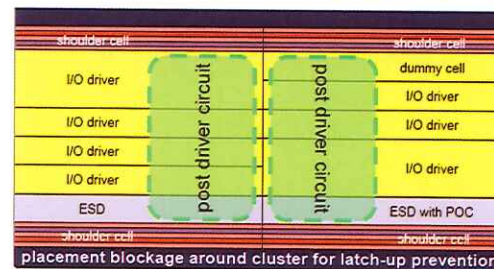 shoulder cell
shoulder cell
I/O driver
dummy cell
I/O driver
I/O driver
I/O driver
I/O driver
I/O driver
I/O driver
post driver circuit
post driver circuit
ESD
ESD with POC
shoulder cell
shoulder cell
placement blockage around cluster for latch-up prevention